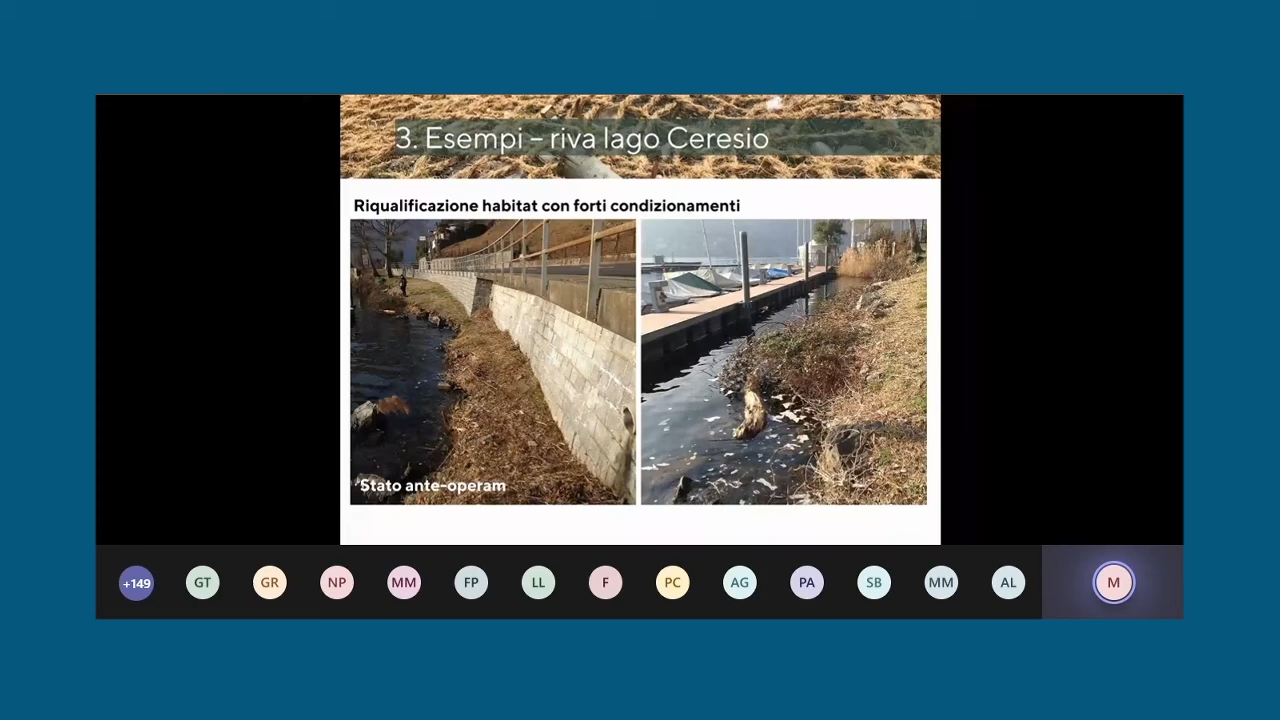 3. Esempi – riva lago Ceresio
Riqualificazione habitat con forti condizionamenti
Stato ante-operam
+149 GT GR NP MM FP LL F PC AG PA SB MM AL M